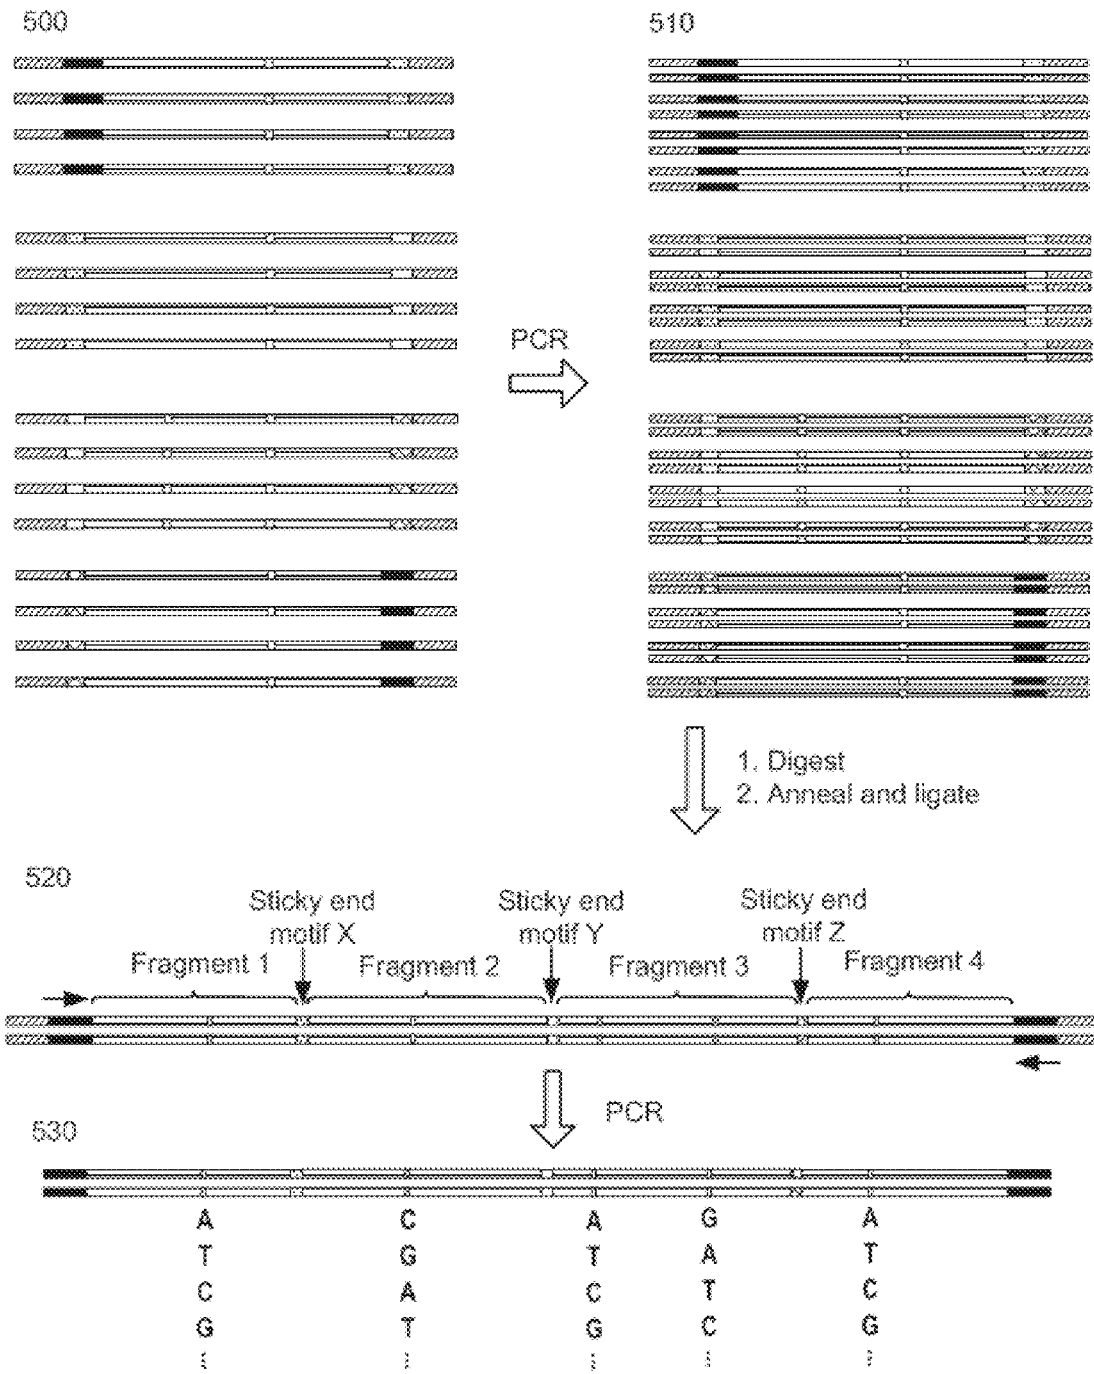 500
510
PCR
1. Digest
2. Anneal and ligate
520
Sticky end motif X
Sticky end motif Y
Sticky end motif Z
Fragment 1
Fragment 2
Fragment 3
Fragment 4
PCR
530
A C A G A
T G T A T
C A C T C
G T G C G